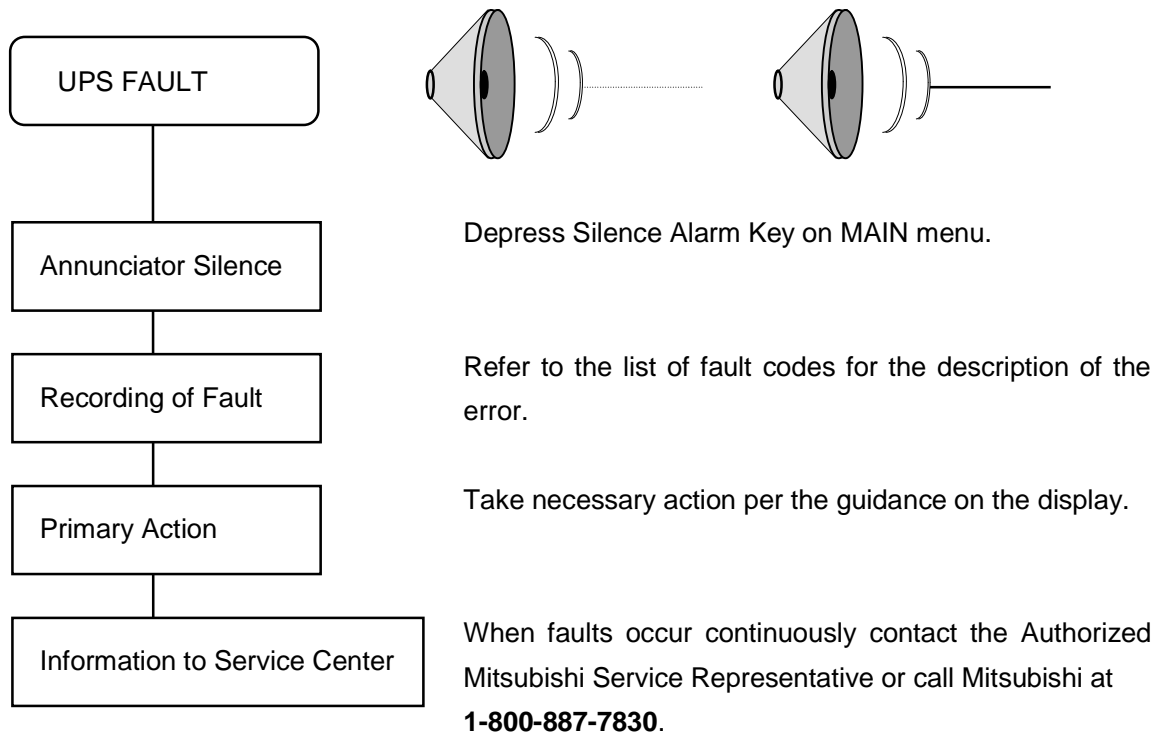 UPS FAULT
Annunciator Silence
Depress Silence Alarm Key on MAIN menu.
Recording of Fault
Refer to the list of fault codes for the description of the
error.
Primary Action
Take necessary action per the guidance on the display.
Information to Service Center
When faults occur continuously contact the Authorized
Mitsubishi Service Representative or call Mitsubishi at
1-800-887-7830.